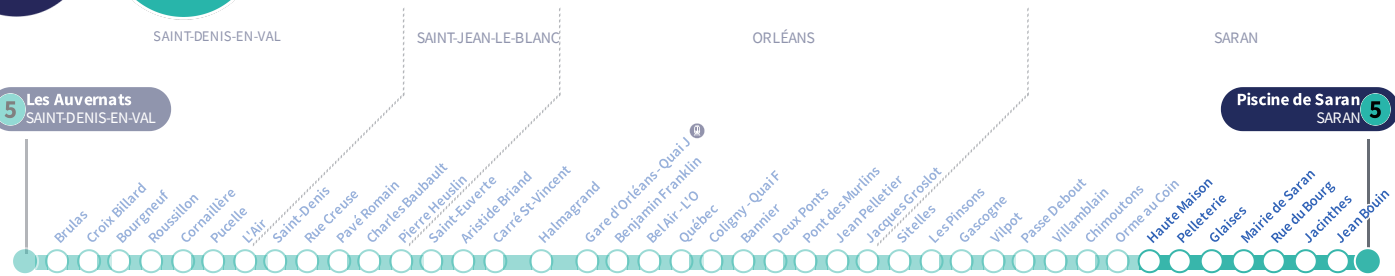 SAINT-DENIS-EN-VAL
SAINT-JEAN-LE-BLANC
ORLÉANS
SARAN
5
Les Auvernats
SAINT-DENIS-EN-VAL
Piscine de Saran
SARAN
5
Brulas
Croix Billard
Bourgneuf
Roussillon
Cornaillère
Pucelle
L'Air
Saint-Denis
Rue Creuse
Pavé Romain
Charles Baubault
Pierre Heuslin
Saint-Euverte
Aristide Briand
Carré St-Vincent
Halmagrand
Gare d'Orléans - Quai J
Benjamin Franklin
Bel Air - L'O
Québec
Coligny - Quai F
Bannier
Deux Ponts
Pont des Murlins
Jean Pelletier
Jacques Groslot
Sitelles
Les Pinsons
Gascogne
Vilpot
Passe Debout
Villamblain
Chimoutons
Orme au Coin
Haute Maison
Pelleterie
Glaises
Mairie de Saran
Rue du Bourg
Jacinthes
Jean Bouin